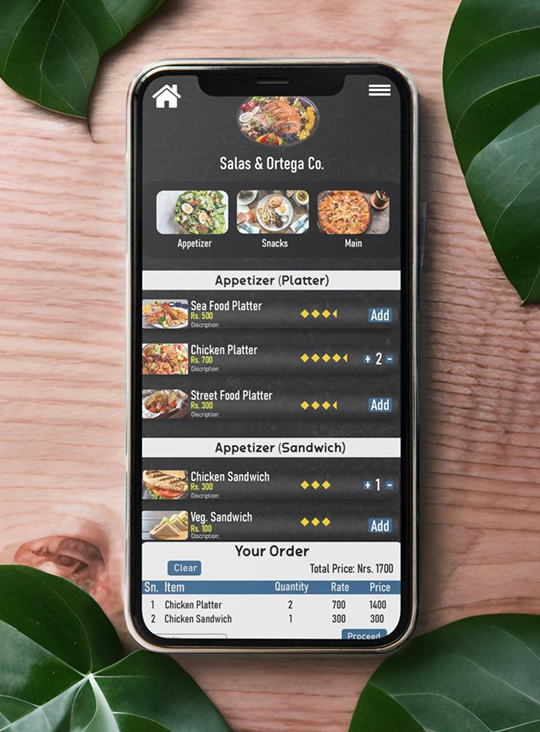 Salas & Ortega Co.
Appetizer
Snacks
Main
Appetizer (Platter)
Sea Food Platter
Rs. 500
Discription:
Add
Chicken Platter
Rs. 700
Discription:
+ 2 -
Street Food Platter
Rs. 300
Discription:
Add
Appetizer (Sandwich)
Chicken Sandwich
Rs. 300
Discription:
+ 1 -
Veg. Sandwich
Rs. 100
Discription:
Add
Your Order
Clear
Total Price: Nrs. 1700
Sn. Item Quantity Rate Price
1 Chicken Platter 2 700 1400
2 Chicken Sandwich 1 300 300
Proceed